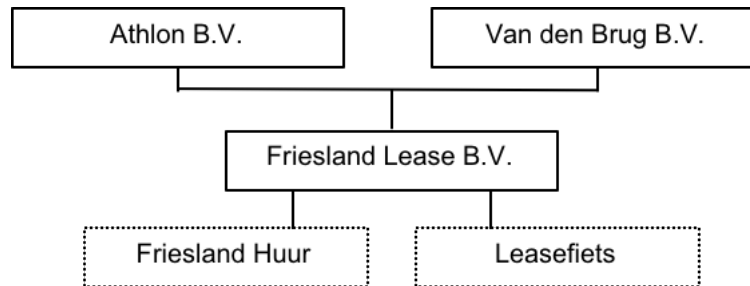 Athlon B.V.
Van den Brug B.V.
Friesland Lease B.V.
Friesland Huur
Leasefiets